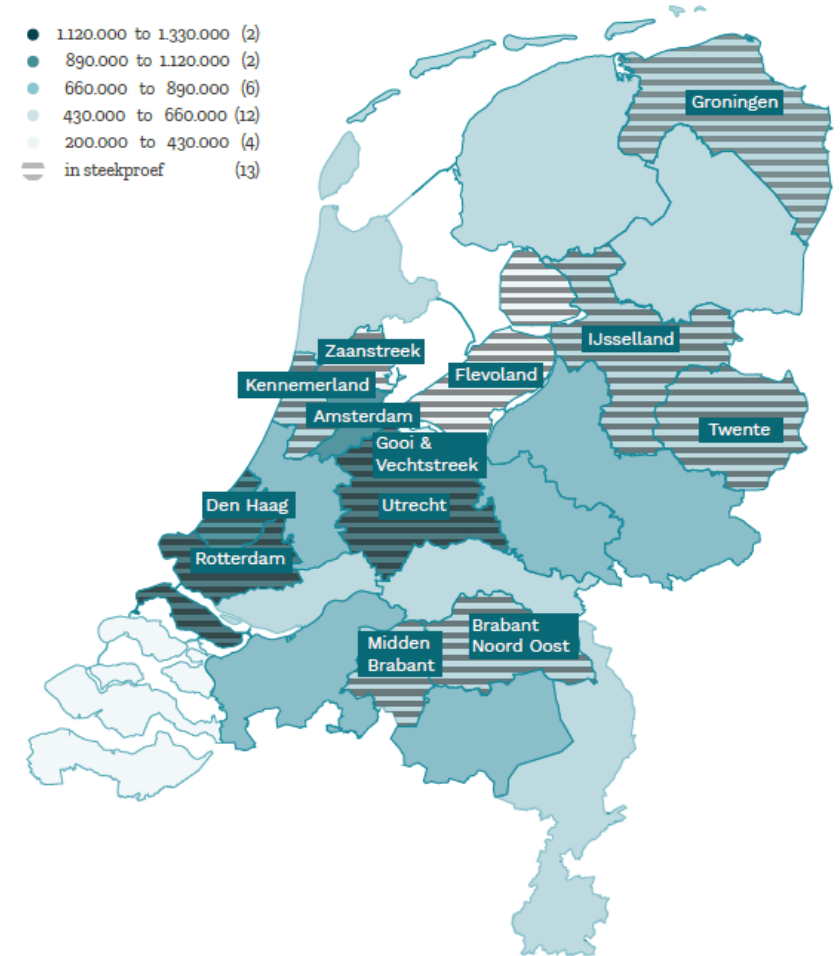 1.120.000 to 1.330.000 (2)
890.000 to 1.120.000 (2)
660.000 to 890.000 (6)
430.000 to 660.000 (12)
200.000 to 430.000 (4)
in steekproef (13)
Groningen
IJsselland
Zaanstreek
Flevoland
Kennemerland
Amsterdam
Twente
Gooi &
Vechtstreek
Den Haag
Utrecht
Rotterdam
Brabant
Noord Oost
Midden
Brabant